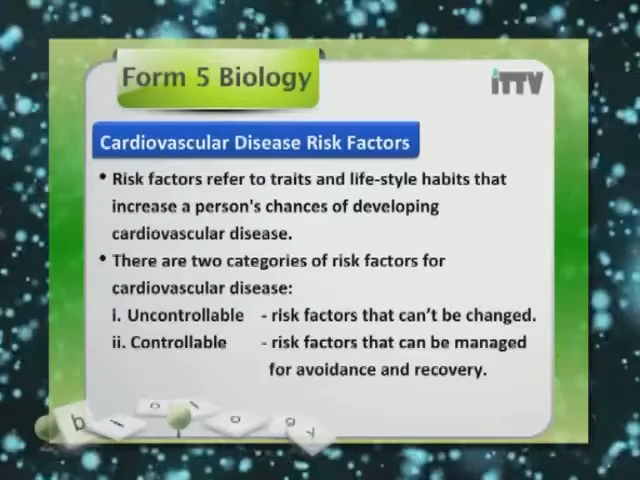 Form 5 Biology
iTTV
Cardiovascular Disease Risk Factors
• Risk factors refer to traits and life-style habits that
increase a person's chances of developing
cardiovascular disease.
• There are two categories of risk factors for
cardiovascular disease:
i. Uncontrollable - risk factors that can't be changed.
ii. Controllable - risk factors that can be managed
for avoidance and recovery.
b i o l o g y